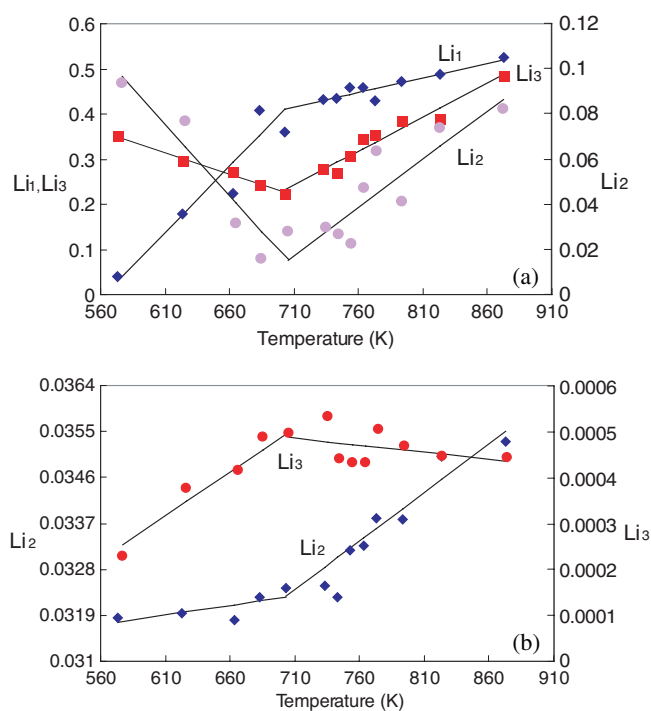 0.6
0.5
0.4
0.3
0.2
0.1
0
Li1,Li3
0.12
0.1
0.08
0.06
0.04
0.02
0
Li2
Li1
Li3
Li2
(a)
560 610 660 710 760 810 860 910
Temperature (K)
0.0364
0.0355
0.0346
0.0337
0.0328
0.0319
0.031
Li2
0.0006
0.0005
0.0004
0.0003
0.0002
0.0001
0
Li3
Li3
Li2
(b)
560 610 660 710 760 810 860 910
Temperature (K)